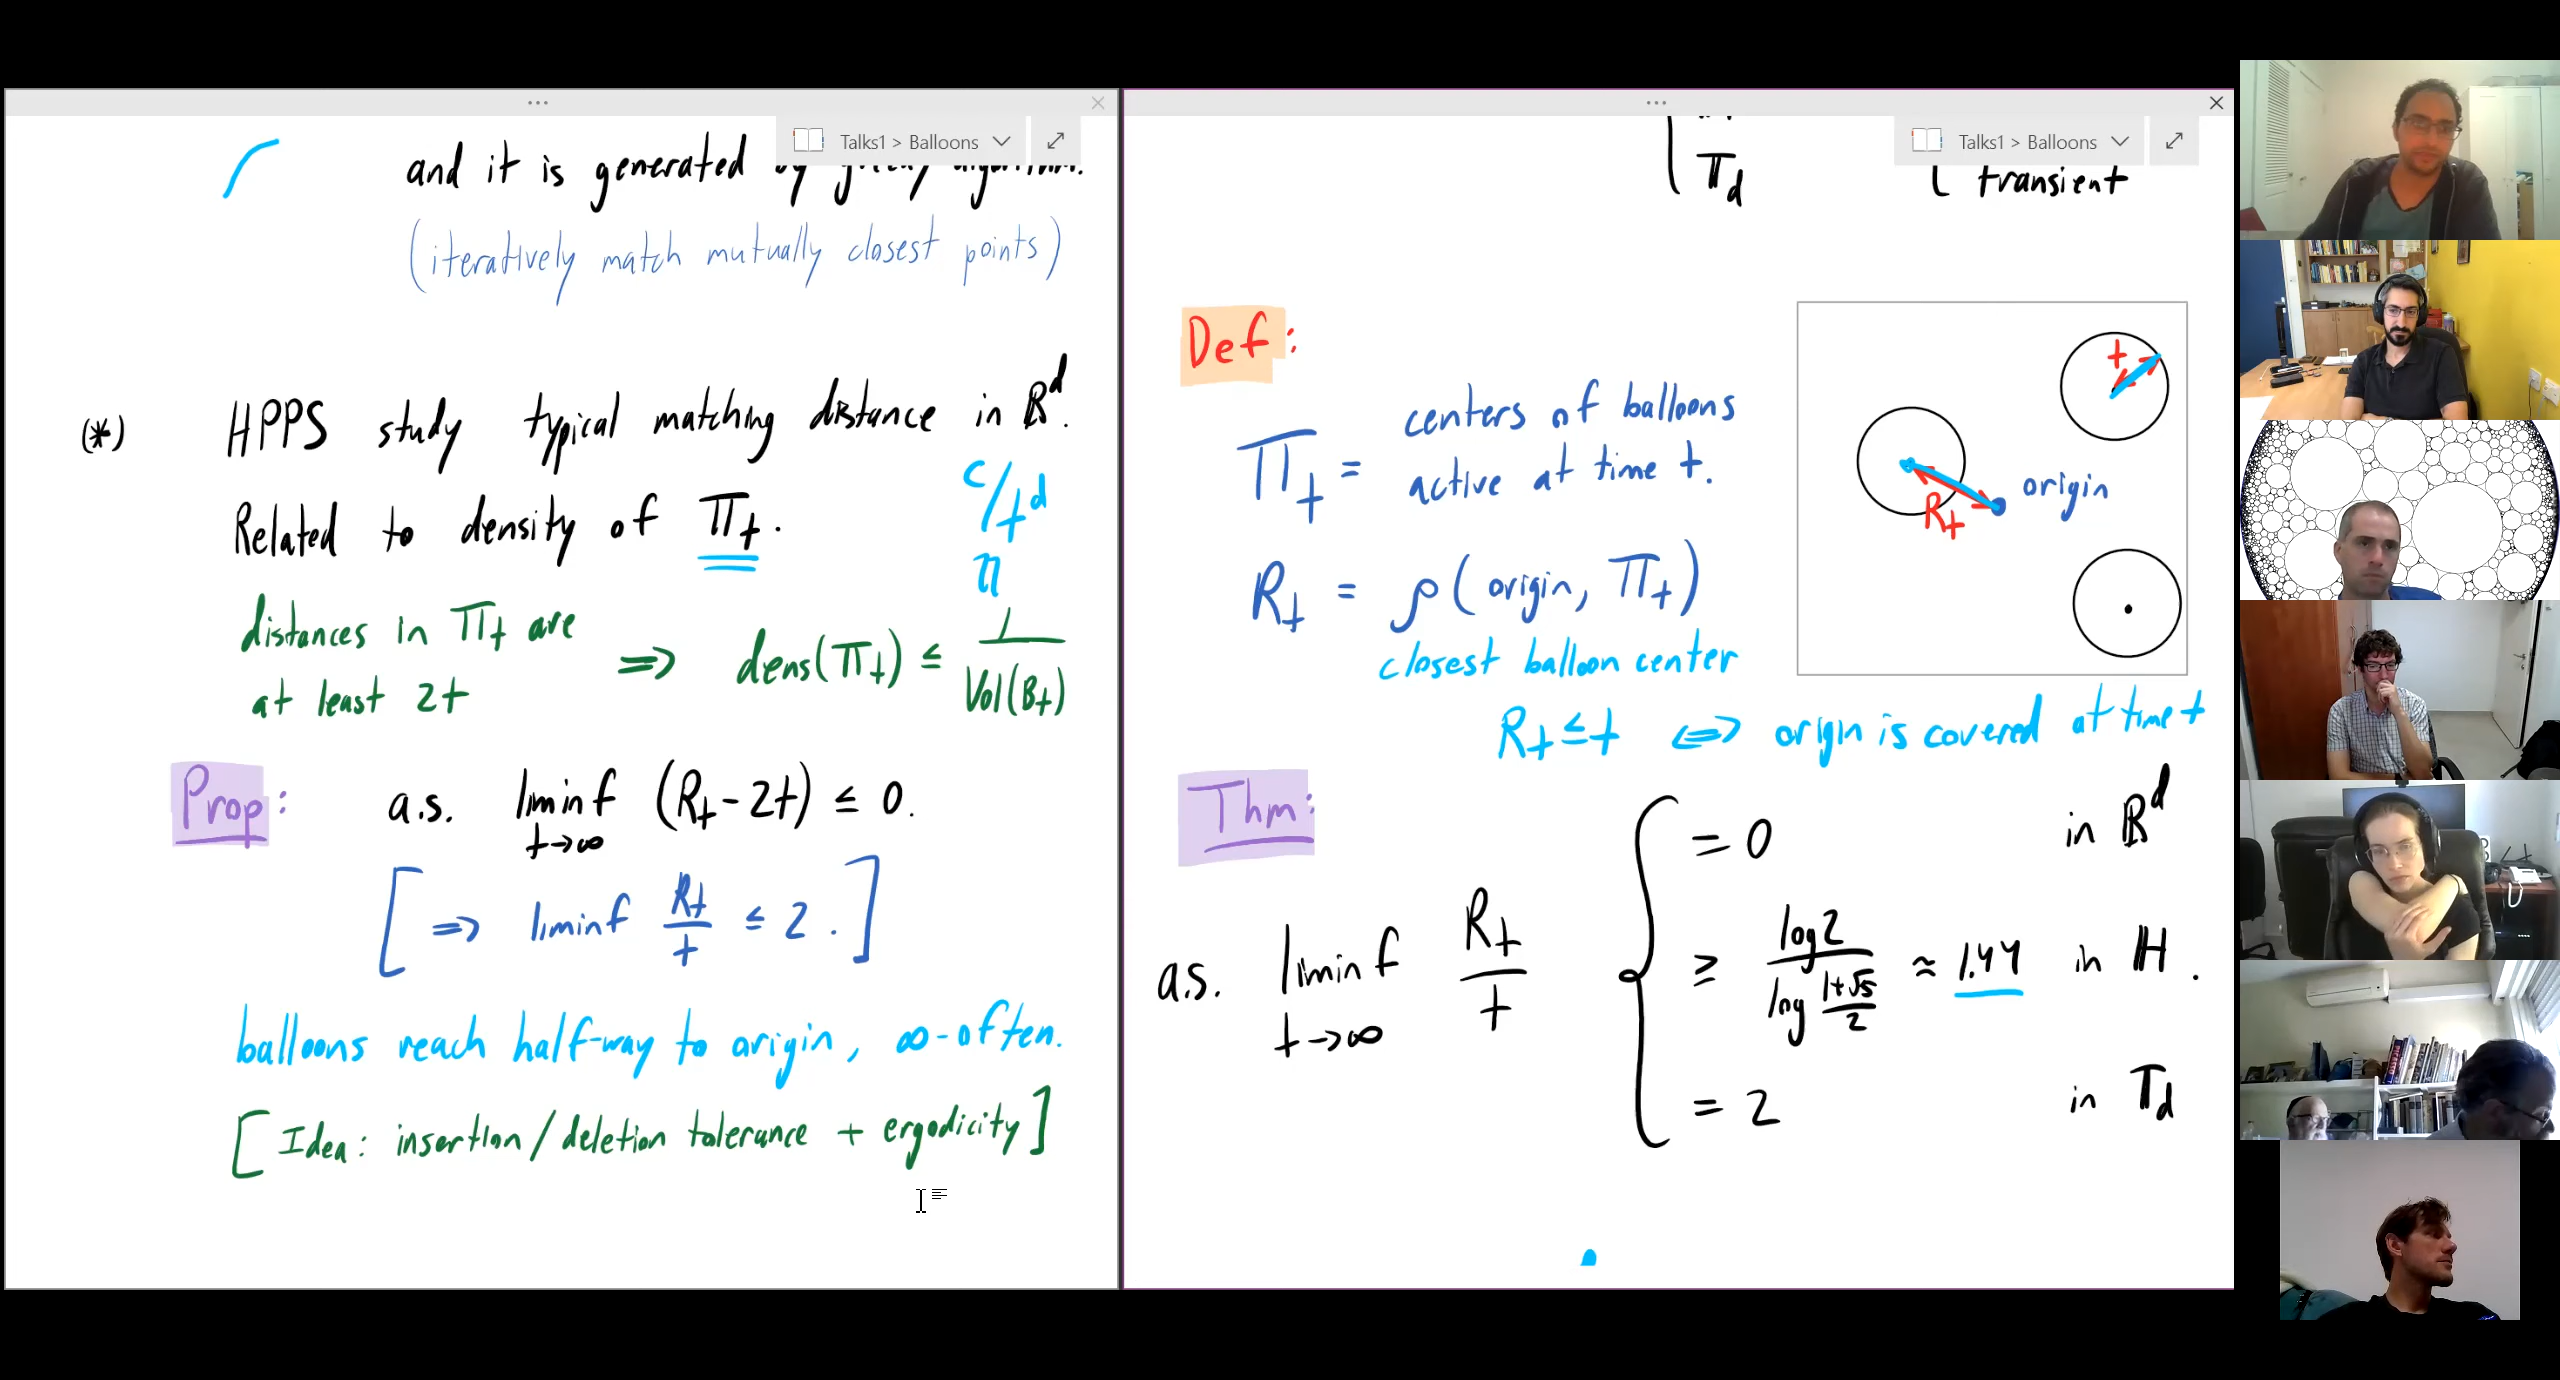 Talks1 > Balloons
and it is generated by greedy algorithm.
(iteratively match mutually closest points)
(*) HPPS study typical matching distance in ℝ^d.
Related to density of Π_t.
c/t^d
π
distances in Π_t are at least 2t ⟹ dens(Π_t) ≤ 1/Vol(B_t)
Prop: a.s. liminf_{t→∞} (R_t - 2t) ≤ 0.
[ ⟹ liminf R_t/t ≤ 2 . ]
balloons reach half-way to origin, ∞-often.
[ Idea: insertion/deletion tolerance + ergodicity ]
Talks1 > Balloons
𝕋_d transient
Def:
Π_t = centers of balloons
active at time t.
R_t = ρ(origin, Π_t)
closest balloon center
R_t ≤ t ⟺ origin is covered at time t
t
R_t
origin
Thm:
a.s. liminf_{t→∞} R_t/t
{ = 0 in ℝ^d
≥ log2 / log((1+√5)/2) ≈ 1.44 in ℍ.
= 2 in 𝕋_d